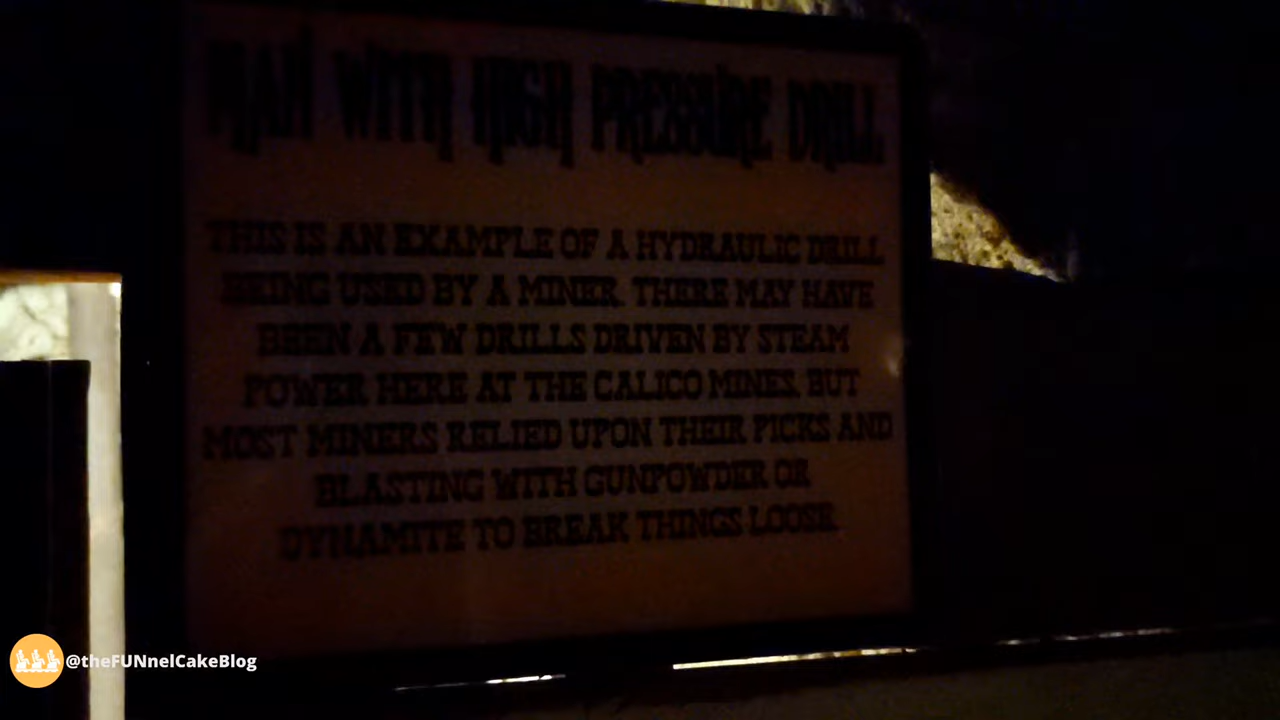 MAN WITH HIGH PRESSURE DRILL
THIS IS AN EXAMPLE OF A HYDRAULIC DRILL
BEING USED BY A MINER. THERE MAY HAVE
BEEN A FEW DRILLS DRIVEN BY STEAM
POWER HERE AT THE CALICO MINES, BUT
MOST MINERS RELIED UPON THEIR PICKS AND
BLASTING WITH GUNPOWDER OR
DYNAMITE TO BREAK THINGS LOOSE
@theFUNnelCakeBlog